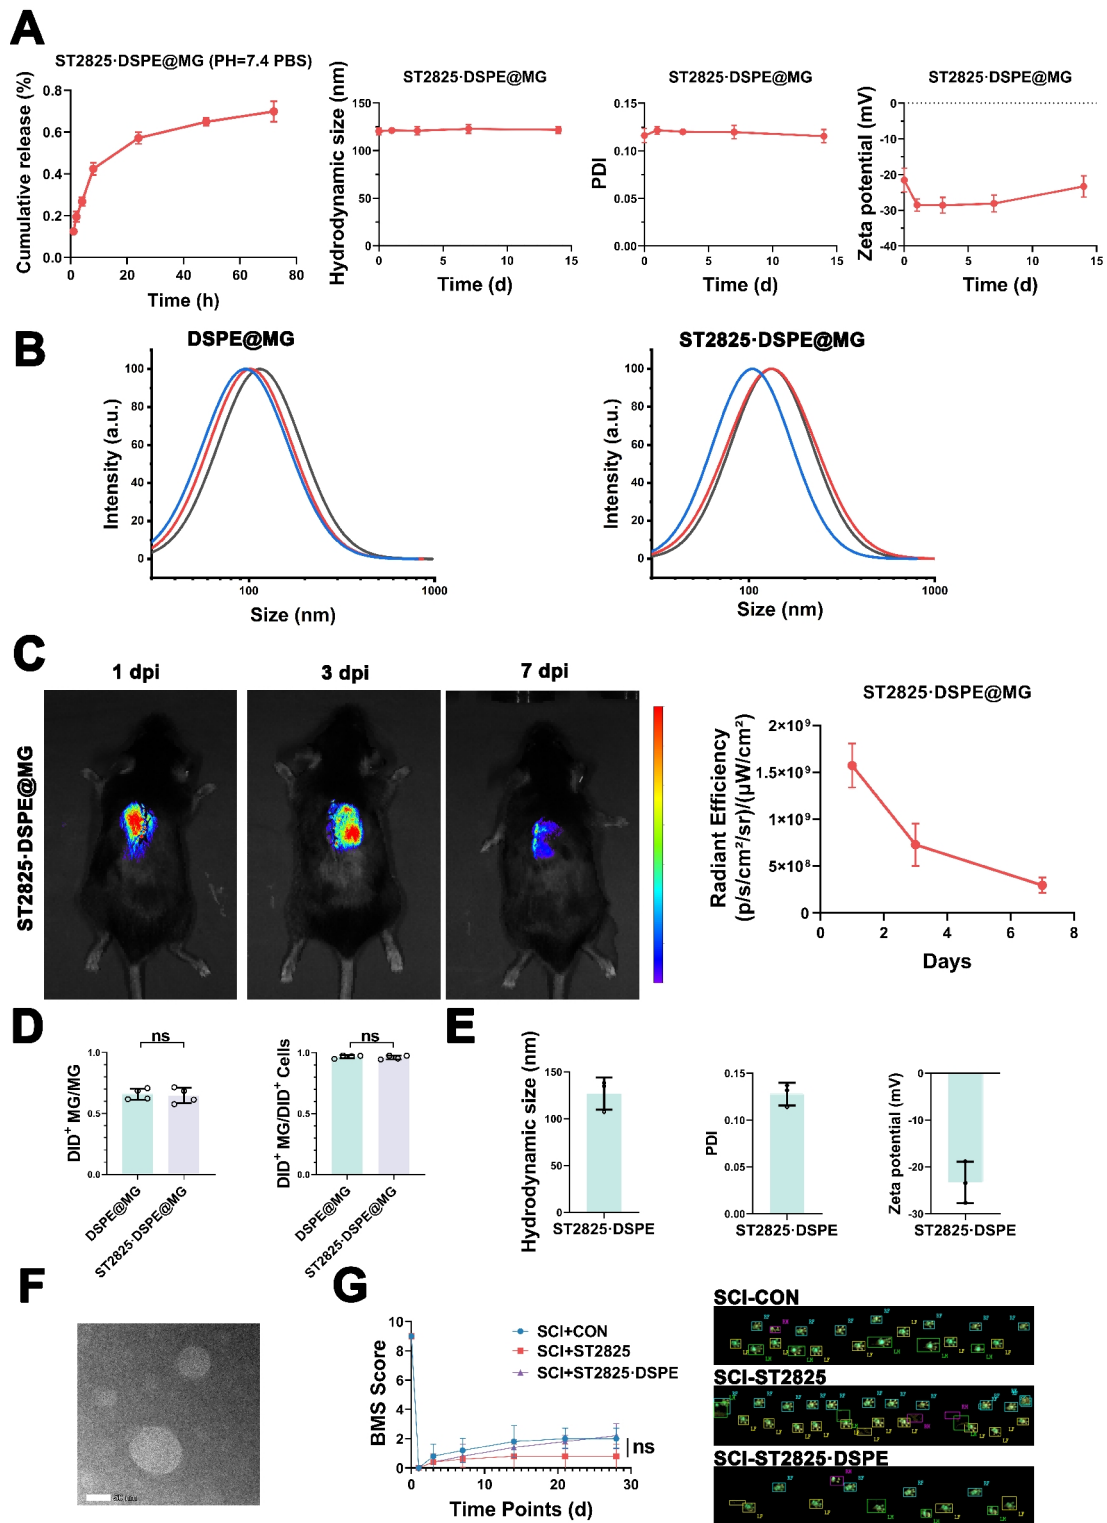 A
ST2825·DSPE@MG (PH=7.4 PBS)
Cumulative release (%)
0.8
0.6
0.4
0.2
0.0
0 20 40 60 80
Time (h)
ST2825·DSPE@MG
Hydrodynamic size (nm)
150
100
50
0
0 5 10 15
Time (d)
ST2825·DSPE@MG
PDI
0.15
0.10
0.05
0.00
0 5 10 15
Time (d)
ST2825·DSPE@MG
Zeta potential (mV)
0
-10
-20
-30
-40
0 5 10 15
Time (d)
B
DSPE@MG
Intensity (a.u.)
100
80
60
40
20
0
100 1000
Size (nm)
ST2825·DSPE@MG
Intensity (a.u.)
100
80
60
40
20
0
100 1000
Size (nm)
C
1 dpi 3 dpi 7 dpi
ST2825·DSPE@MG
ST2825·DSPE@MG
Radiant Efficiency
(p/s/cm²/sr)/(μW/cm²)
2×10⁹
1.5×10⁹
1×10⁹
5×10⁸
0
0 2 4 6 8
Days
D
DID⁺ MG/MG
ns
1.0
0.5
0.0
DSPE@MG
ST2825·DSPE@MG
DID⁺ MG/DID⁺ Cells
ns
1.0
0.5
0.0
DSPE@MG
ST2825·DSPE@MG
E
Hydrodynamic size (nm)
150
100
50
0
ST2825·DSPE
PDI
0.15
0.10
0.05
0.00
ST2825·DSPE
Zeta potential (mV)
0
-10
-20
-30
ST2825·DSPE
F
G
BMS Score
10
8
6
4
2
0
0 10 20 30
Time Points (d)
SCI+CON
SCI+ST2825
SCI+ST2825·DSPE
ns
SCI-CON
SCI-ST2825
SCI-ST2825·DSPE